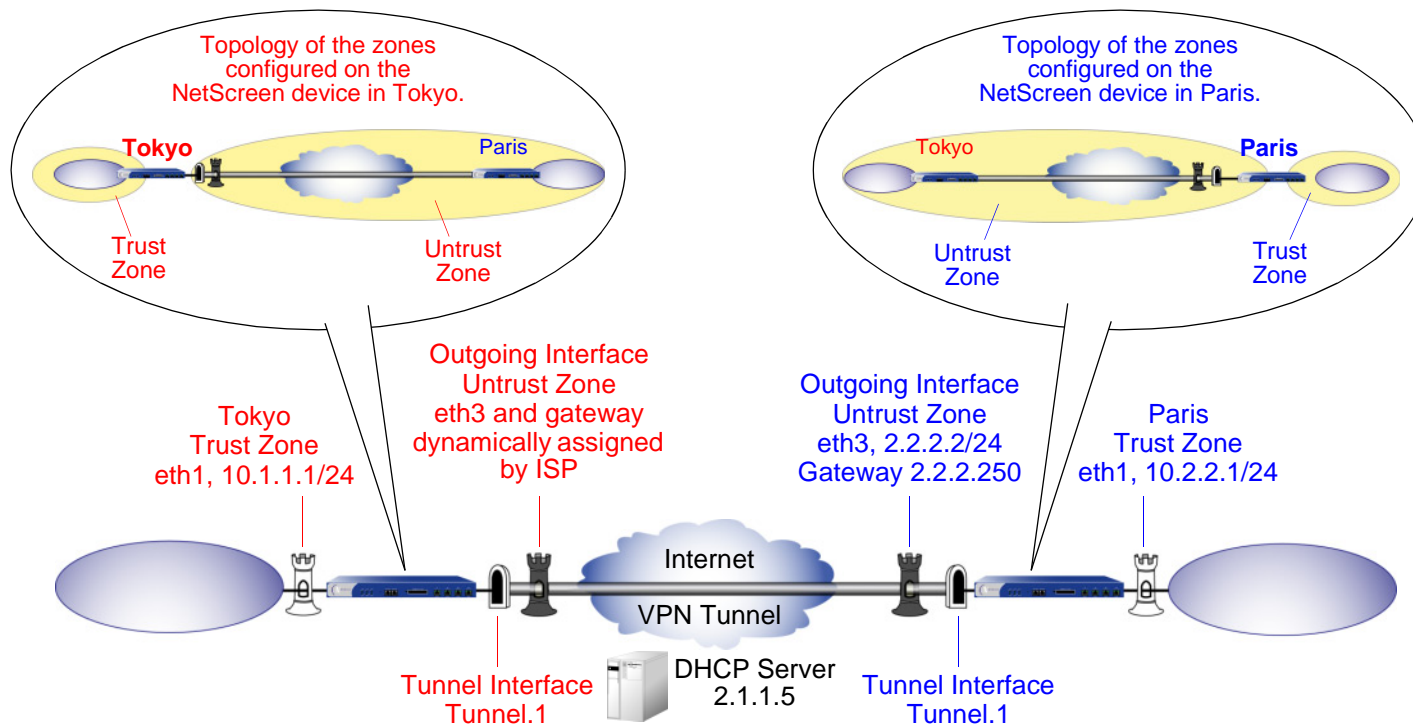 Topology of the zones
configured on the
NetScreen device in Tokyo.
Tokyo
Paris
Trust
Zone
Untrust
Zone
Topology of the zones
configured on the
NetScreen device in Paris.
Tokyo
Paris
Untrust
Zone
Trust
Zone
Tokyo
Trust Zone
eth1, 10.1.1.1/24
Outgoing Interface
Untrust Zone
eth3 and gateway
dynamically assigned
by ISP
Outgoing Interface
Untrust Zone
eth3, 2.2.2.2/24
Gateway 2.2.2.250
Paris
Trust Zone
eth1, 10.2.2.1/24
Internet
VPN Tunnel
Tunnel Interface
Tunnel.1
DHCP Server
2.1.1.5
Tunnel Interface
Tunnel.1